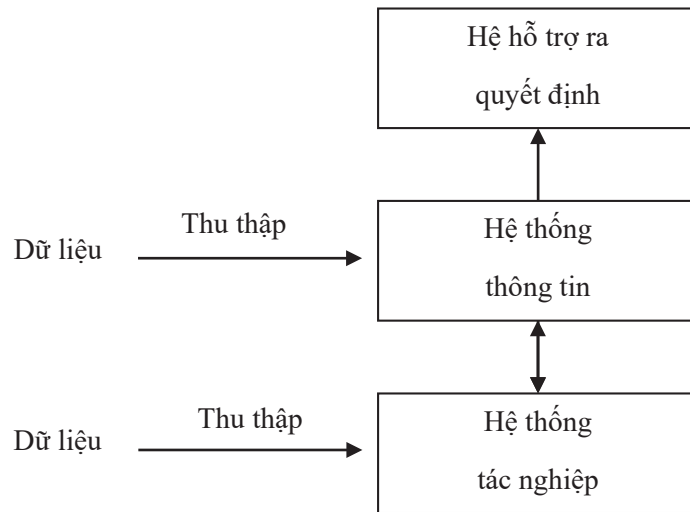 Hệ hỗ trợ ra
quyết định
Thu thập
Dữ liệu
Hệ thống
thông tin
Thu thập
Dữ liệu
Hệ thống
tác nghiệp